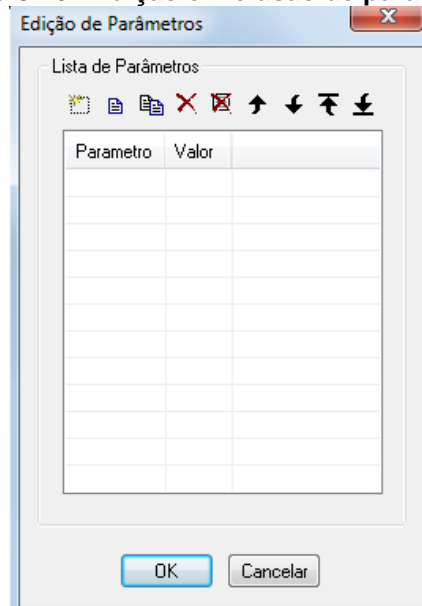 Edição de Parâmetros
Lista de Parâmetros
Parametro Valor
OK Cancelar